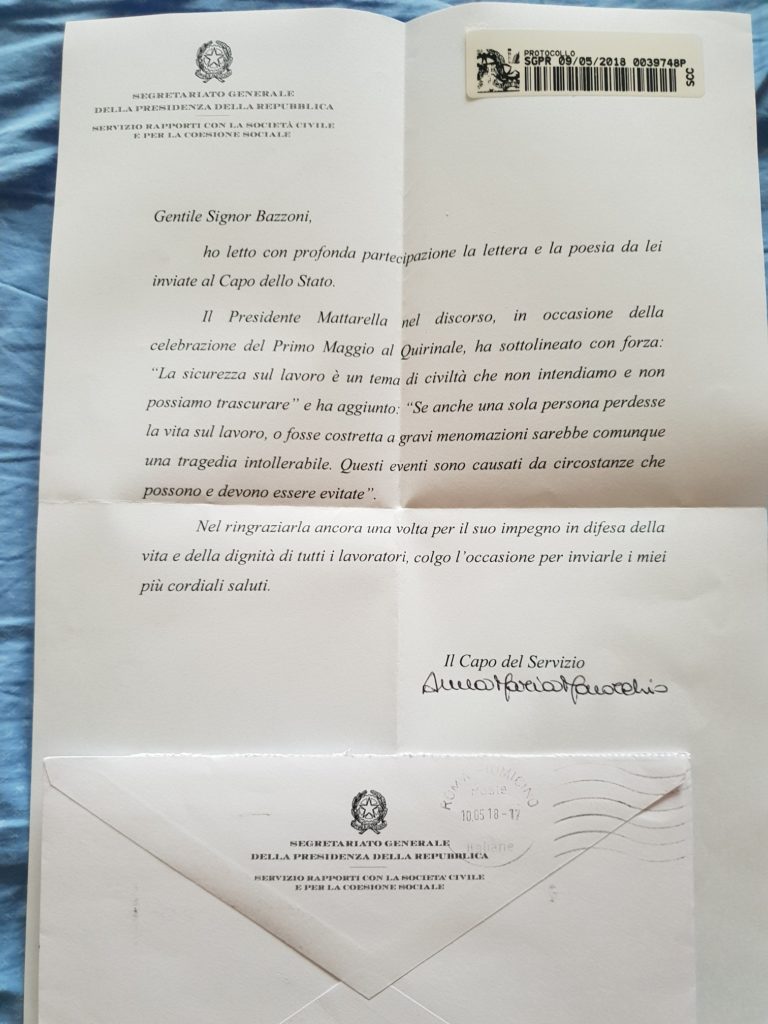 SEGRETARIATO GENERALE
DELLA PRESIDENZA DELLA REPUBBLICA
SERVIZIO RAPPORTI CON LA SOCIETÀ CIVILE
E PER LA COESIONE SOCIALE
PROTOCOLLO
SGPR 09/05/2018 0039748P
SCC
Gentile Signor Bazzoni,
ho letto con profonda partecipazione la lettera e la poesia da lei
inviate al Capo dello Stato.
Il Presidente Mattarella nel discorso, in occasione della
celebrazione del Primo Maggio al Quirinale, ha sottolineato con forza:
“La sicurezza sul lavoro è un tema di civiltà che non intendiamo e non
possiamo trascurare” e ha aggiunto: “Se anche una sola persona perdesse
la vita sul lavoro, o fosse costretta a gravi menomazioni sarebbe comunque
una tragedia intollerabile. Questi eventi sono causati da circostanze che
possono e devono essere evitate”.
Nel ringraziarla ancora una volta per il suo impegno in difesa della
vita e della dignità di tutti i lavoratori, colgo l’occasione per inviarle i miei
più cordiali saluti.
Il Capo del Servizio
Anna Maria
ROMA FIUMICINO
Poste
10.05.18-17
Italiane
SEGRETARIATO GENERALE
DELLA PRESIDENZA DELLA REPUBBLICA
SERVIZIO RAPPORTI CON LA SOCIETA' CIVILE
E PER LA COESIONE SOCIALE